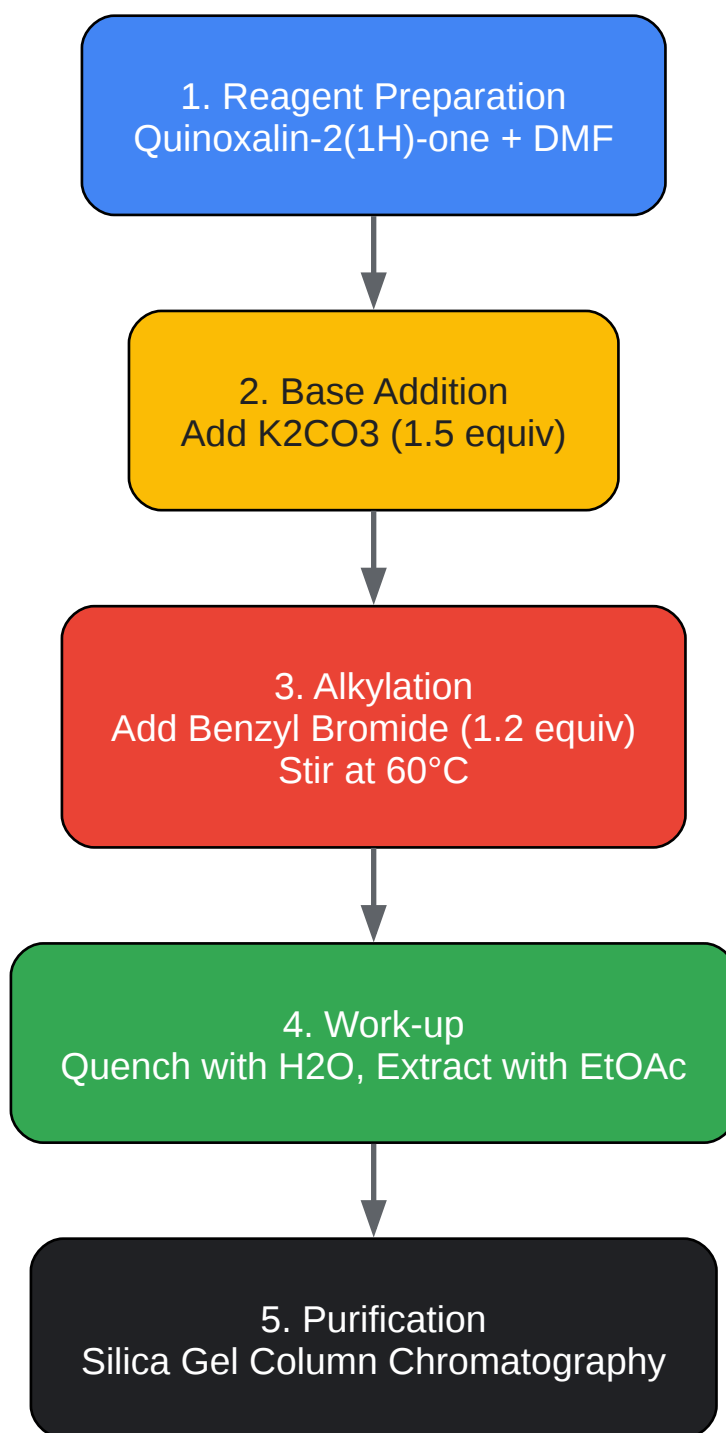 1. Reagent Preparation
Quinoxalin-2(1H)-one + DMF
2. Base Addition
Add K2CO3 (1.5 equiv)
3. Alkylation
Add Benzyl Bromide (1.2 equiv)
Stir at 60°C
4. Work-up
Quench with H2O, Extract with EtOAc
5. Purification
Silica Gel Column Chromatography